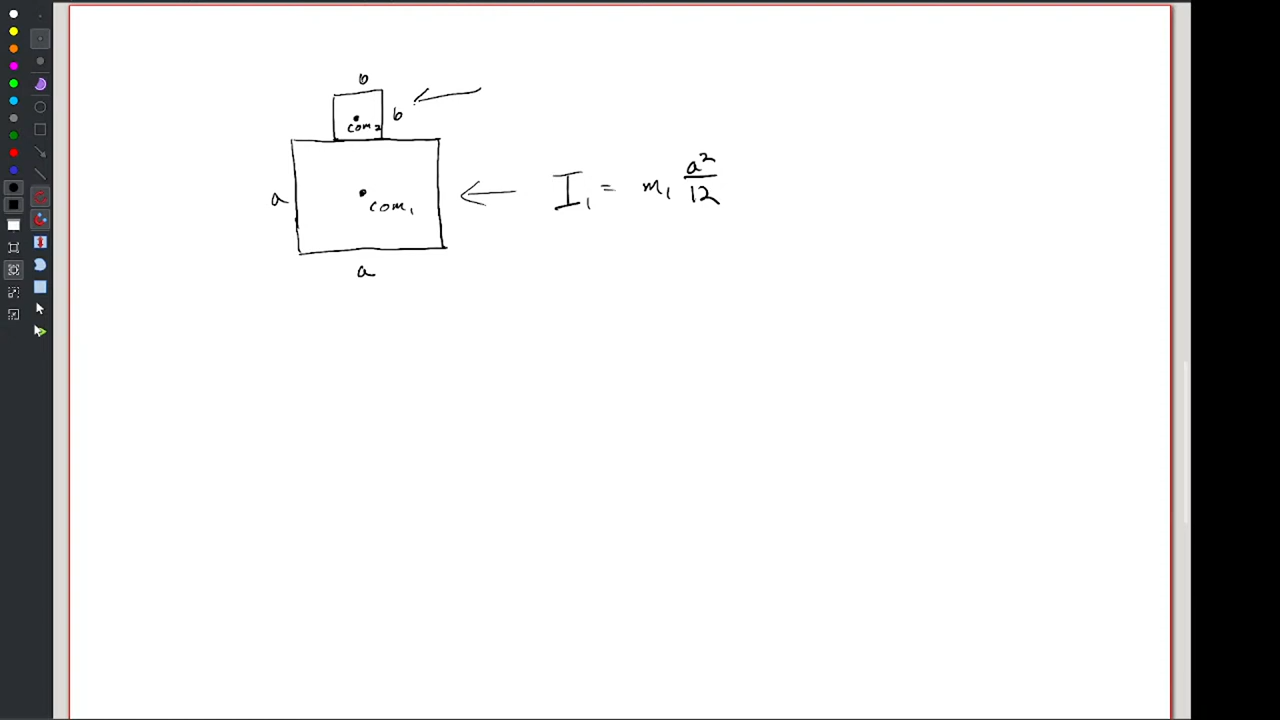 b
b
com₂
a
com₁
I₁ = m₁ a²/12
a